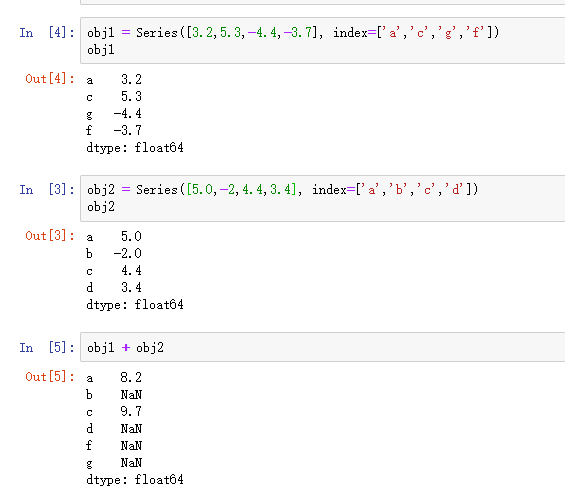 In [4]: obj1 = Series([3.2,5.3,-4.4,-3.7], index=['a','c','g','f'])
obj1
Out[4]: a 3.2
c 5.3
g -4.4
f -3.7
dtype: float64
In [3]: obj2 = Series([5.0,-2,4.4,3.4], index=['a','b','c','d'])
obj2
Out[3]: a 5.0
b -2.0
c 4.4
d 3.4
dtype: float64
In [5]: obj1 + obj2
Out[5]: a 8.2
b NaN
c 9.7
d NaN
f NaN
g NaN
dtype: float64